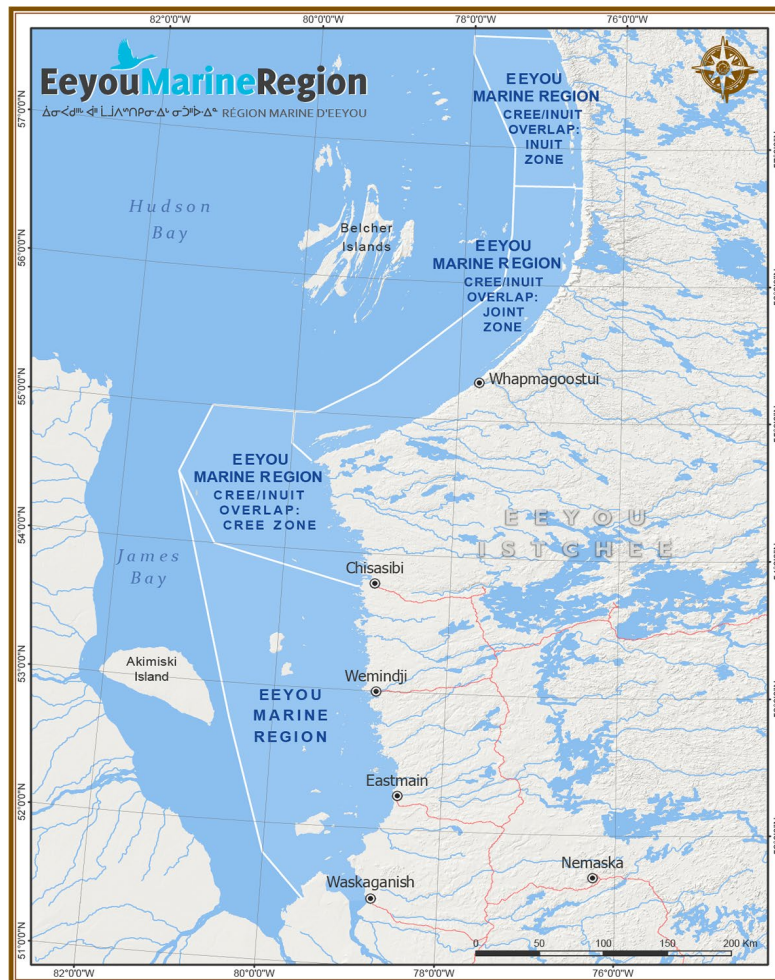 82°0'0"W 80°0'0"W 78°0'0"W 76°0'0"W
EeyouMarineRegion
RÉGION MARINE D'EEYOU
57°0'0"N
56°0'0"N
55°0'0"N
54°0'0"N
53°0'0"N
52°0'0"N
51°0'0"N
EEYOU
MARINE REGION
CREE/INUIT
OVERLAP:
INUIT
ZONE
Hudson
Bay
Belcher
Islands
EEYOU
MARINE REGION
CREE/INUIT
OVERLAP:
JOINT
ZONE
Whapmagoostui
EEYOU
MARINE REGION
CREE/INUIT
OVERLAP:
CREE ZONE
EEYOU
ISTCHEE
James
Bay
Chisasibi
Akimiski
Island
Wemindji
EEYOU
MARINE
REGION
Eastmain
Nemaska
Waskaganish
0 50 100 150 200 Km
82°0'0"W 80°0'0"W 78°0'0"W 76°0'0"W